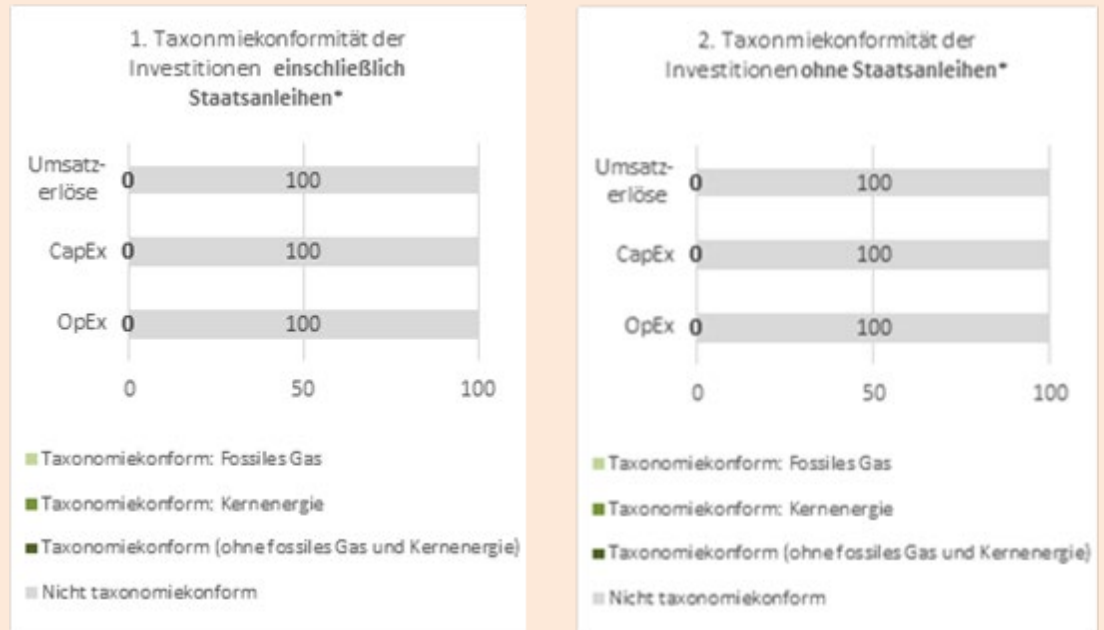 1. Taxonmiekonformität der
Investitionen einschließlich
Staatsanleihen*
Umsatz-
erlöse
0 100
CapEx 0 100
OpEx 0 100
0 50 100
Taxonomiekonform: Fossiles Gas
Taxonomiekonform: Kernenergie
Taxonomiekonform (ohne fossiles Gas und Kernenergie)
Nicht taxonomiekonform
2. Taxonmiekonformität der
Investitionen ohne Staatsanleihen*
Umsatz-
erlöse
0 100
CapEx 0 100
OpEx 0 100
0 50 100
Taxonomiekonform: Fossiles Gas
Taxonomiekonform: Kernenergie
Taxonomiekonform (ohne fossiles Gas und Kernenergie)
Nicht taxonomiekonform